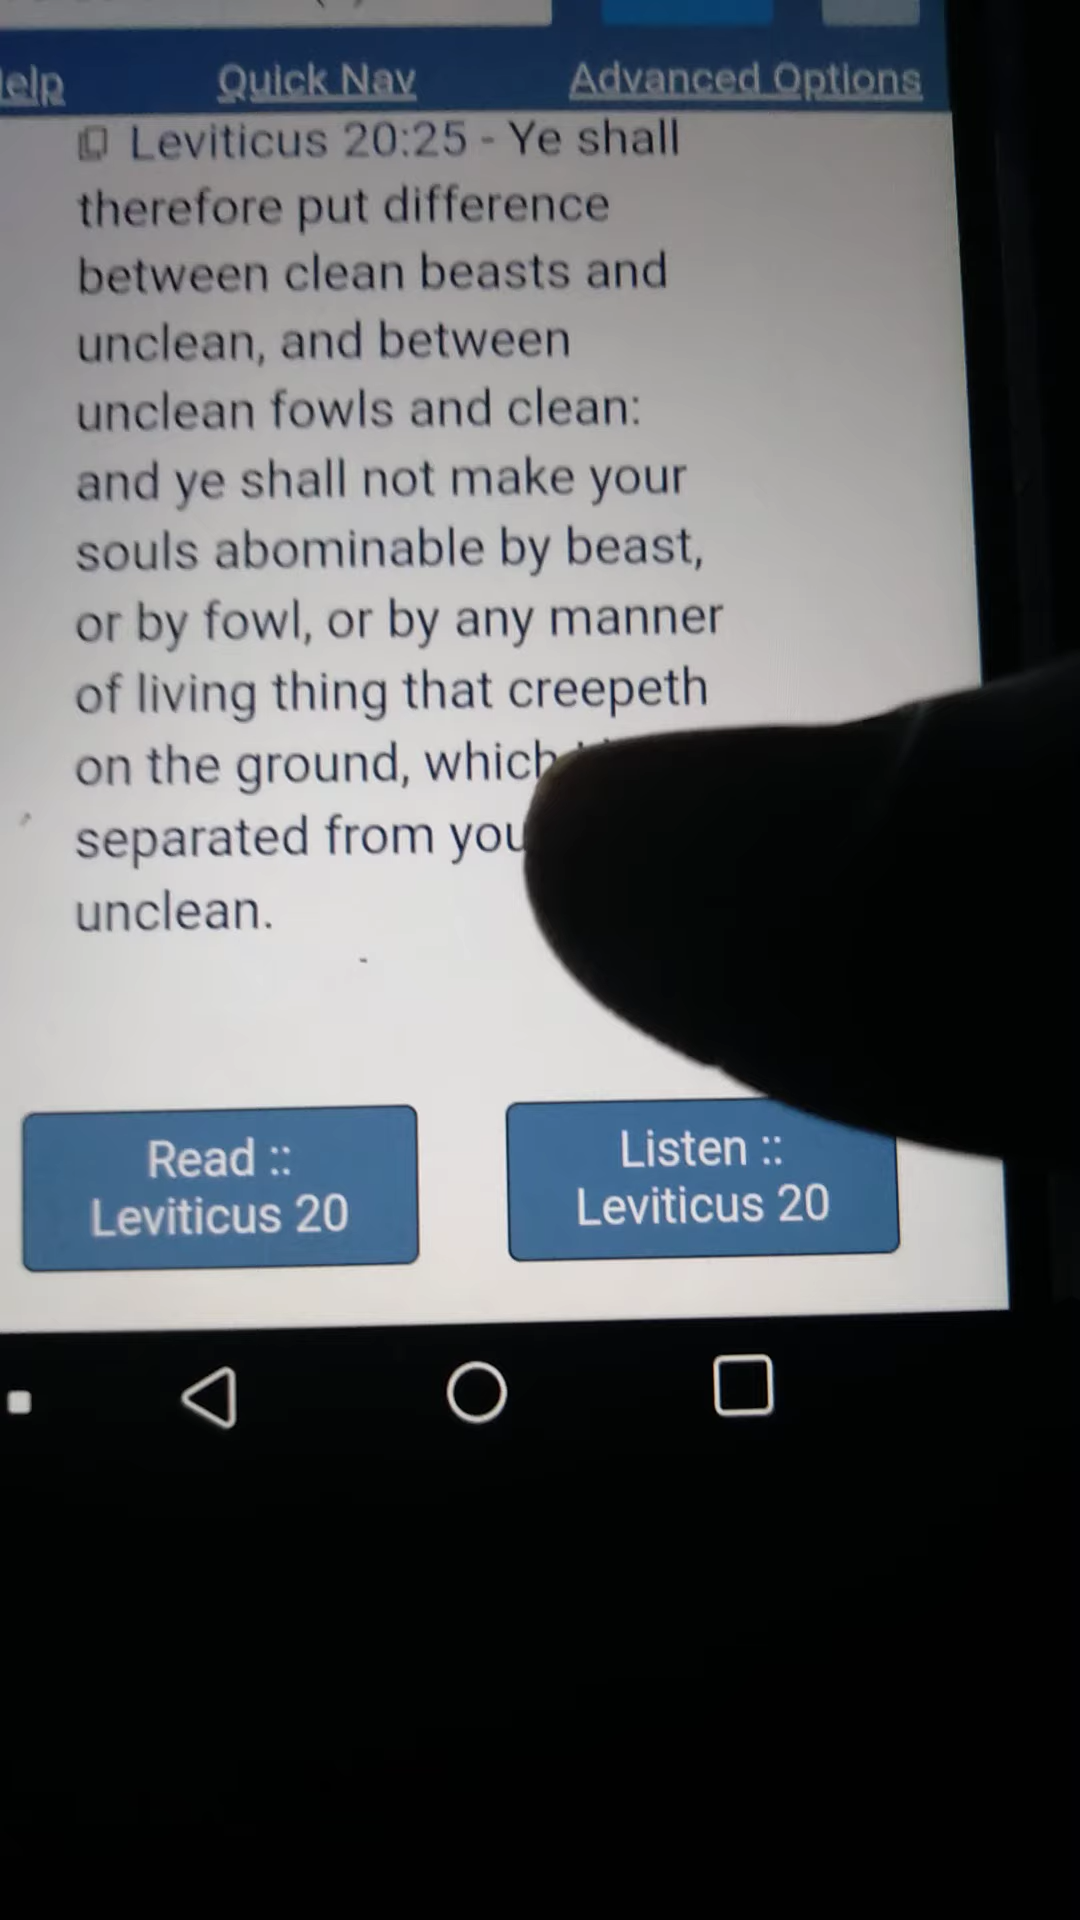 elp Quick Nav Advanced Options
Leviticus 20:25 - Ye shall
therefore put difference
between clean beasts and
unclean, and between
unclean fowls and clean:
and ye shall not make your
souls abominable by beast,
or by fowl, or by any manner
of living thing that creepeth
on the ground, which
separated from you
unclean.
Read ::
Leviticus 20
Listen ::
Leviticus 20